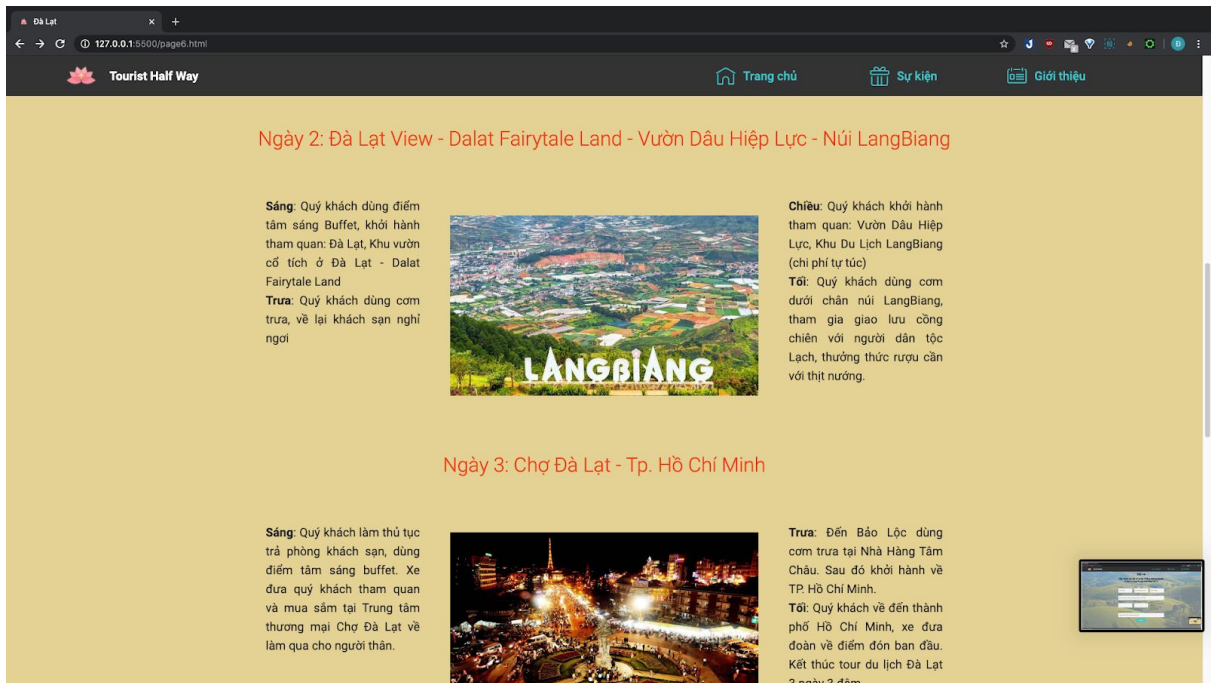 Đà Lạt
127.0.0.1:5500/page6.html
Tourist Half Way
Trang chủ
Sự kiện
Giới thiệu
Ngày 2: Đà Lạt View - Dalat Fairytale Land - Vườn Dâu Hiệp Lực - Núi LangBiang
Sáng: Quý khách dùng điểm
tâm sáng Buffet, khởi hành
tham quan: Đà Lạt, Khu vườn
cổ tích ở Đà Lạt - Dalat
Fairytale Land
Trưa: Quý khách dùng cơm
trưa, về lại khách sạn nghỉ
ngơi
LANGBIANG
Chiều: Quý khách khởi hành
tham quan: Vườn Dâu Hiệp
Lực, Khu Du Lịch LangBiang
(chi phí tự túc)
Tối: Quý khách dùng cơm
dưới chân núi LangBiang,
tham gia giao lưu cồng
chiên với người dân tộc
Lạch, thưởng thức rượu cần
với thịt nướng.
Ngày 3: Chợ Đà Lạt - Tp. Hồ Chí Minh
Sáng: Quý khách làm thủ tục
trả phòng khách sạn, dùng
điểm tâm sáng buffet. Xe
đưa quý khách tham quan
và mua sắm tại Trung tâm
thương mại Chợ Đà Lạt về
làm qua cho người thân.
Trưa: Đến Bảo Lộc dùng
cơm trưa tại Nhà Hàng Tâm
Châu. Sau đó khởi hành về
TP. Hồ Chí Minh.
Tối: Quý khách về đến thành
phố Hồ Chí Minh, xe đưa
đoàn về điểm đón ban đầu.
Kết thúc tour du lịch Đà Lạt